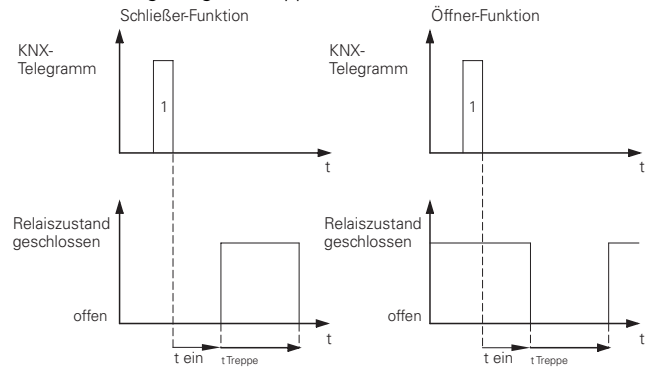 Schließer-Funktion
KNX-
Telegramm
1
t
Relaiszustand
geschlossen
offen
t
t ein
t Treppe
Öffner-Funktion
KNX-
Telegramm
1
t
Relaiszustand
geschlossen
offen
t
t ein
t Treppe